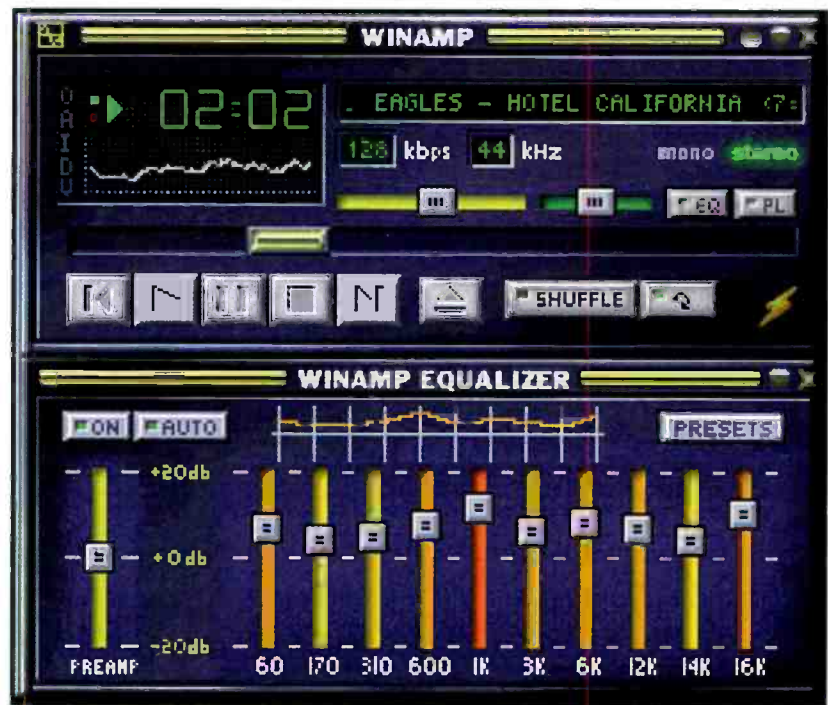 WINAMP
O
A
I
D
V
02:02
. EAGLES - HOTEL CALIFORNIA <7:
128 kbps 44 kHz
mono stereo
EQ PL
SHUFFLE
WINAMP EQUALIZER
ON AUTO
PRESETS
+20db
+0db
-20db
PREAMP 60 170 310 600 1K 3K 6K 12K 14K 16K